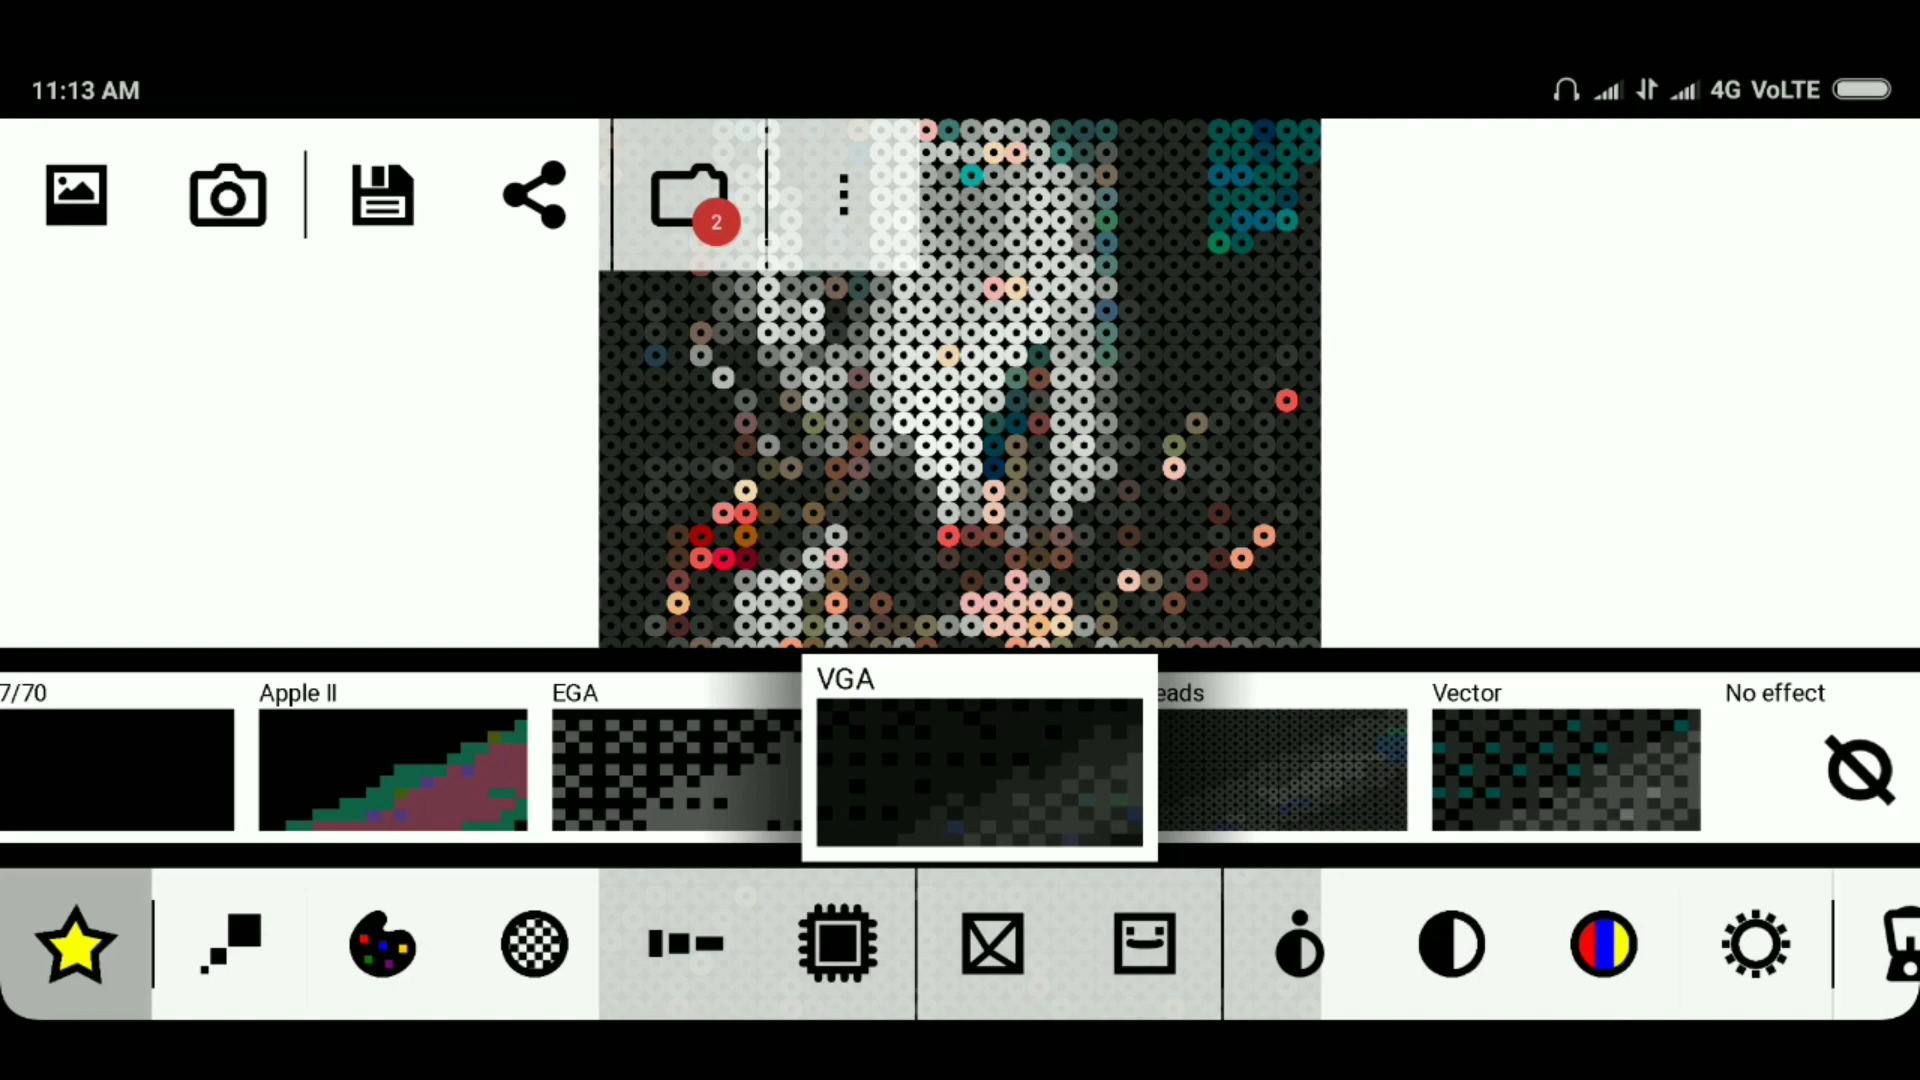 11:13 AM
4G VoLTE
2
7/70
Apple II
EGA
VGA
eads
Vector
No effect